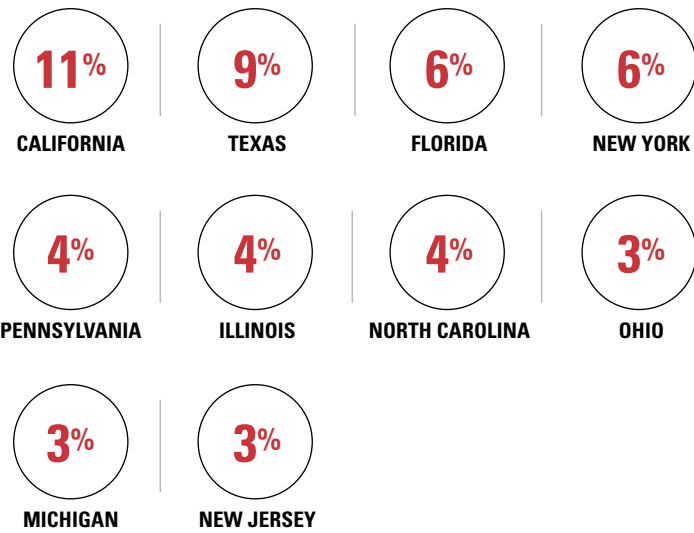 11% 9% 6% 6%
CALIFORNIA TEXAS FLORIDA NEW YORK
4% 4% 4% 3%
PENNSYLVANIA ILLINOIS NORTH CAROLINA OHIO
3% 3%
MICHIGAN NEW JERSEY